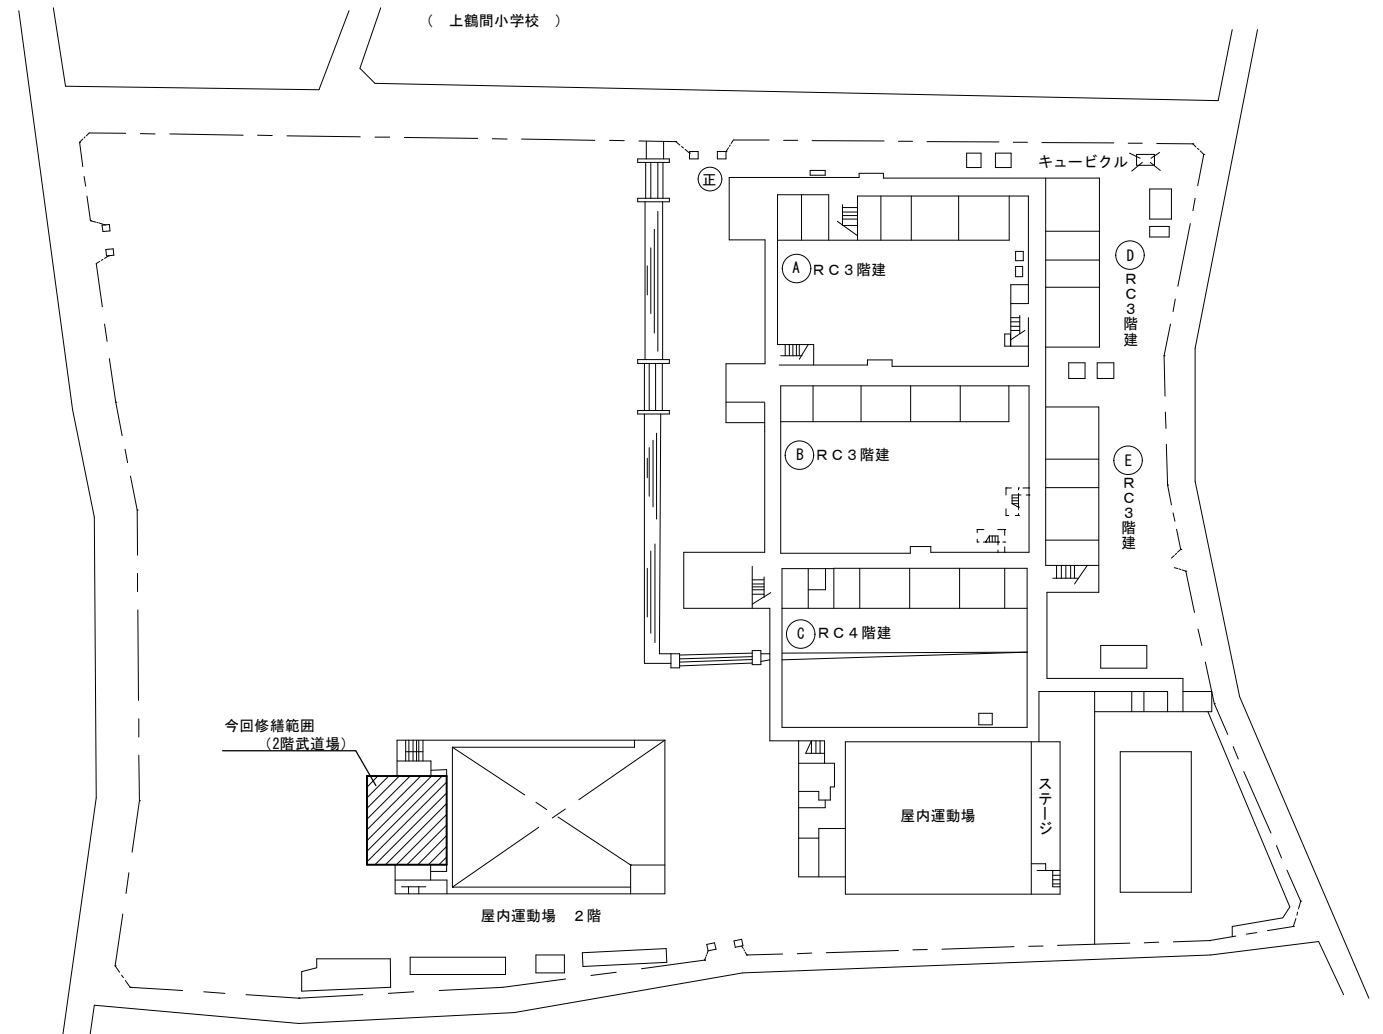 （　上鶴間小学校　）
キュービクル
正
A ＲＣ３階建
D ＲＣ３階建
B ＲＣ３階建
E ＲＣ３階建
C ＲＣ４階建
今回修繕範囲
（2階武道場）
ステージ
屋内運動場
屋内運動場　２階